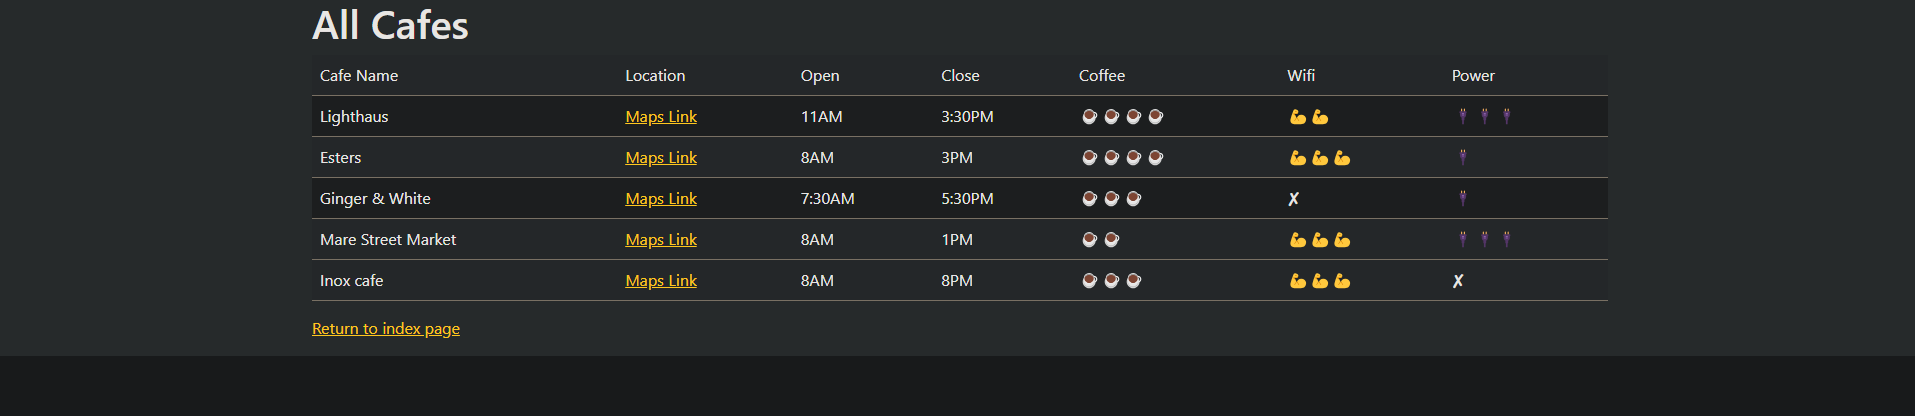 All Cafes
Cafe Name Location Open Close Coffee Wifi Power
Lighthaus Maps Link 11AM 3:30PM ☕☕☕☕ 💪💪 🔌🔌🔌
Esters Maps Link 8AM 3PM ☕☕☕☕ 💪💪💪 🔌
Ginger & White Maps Link 7:30AM 5:30PM ☕☕☕ ✘ 🔌
Mare Street Market Maps Link 8AM 1PM ☕☕ 💪💪💪 🔌🔌🔌
Inox cafe Maps Link 8AM 8PM ☕☕☕ 💪💪💪 ✘
Return to index page